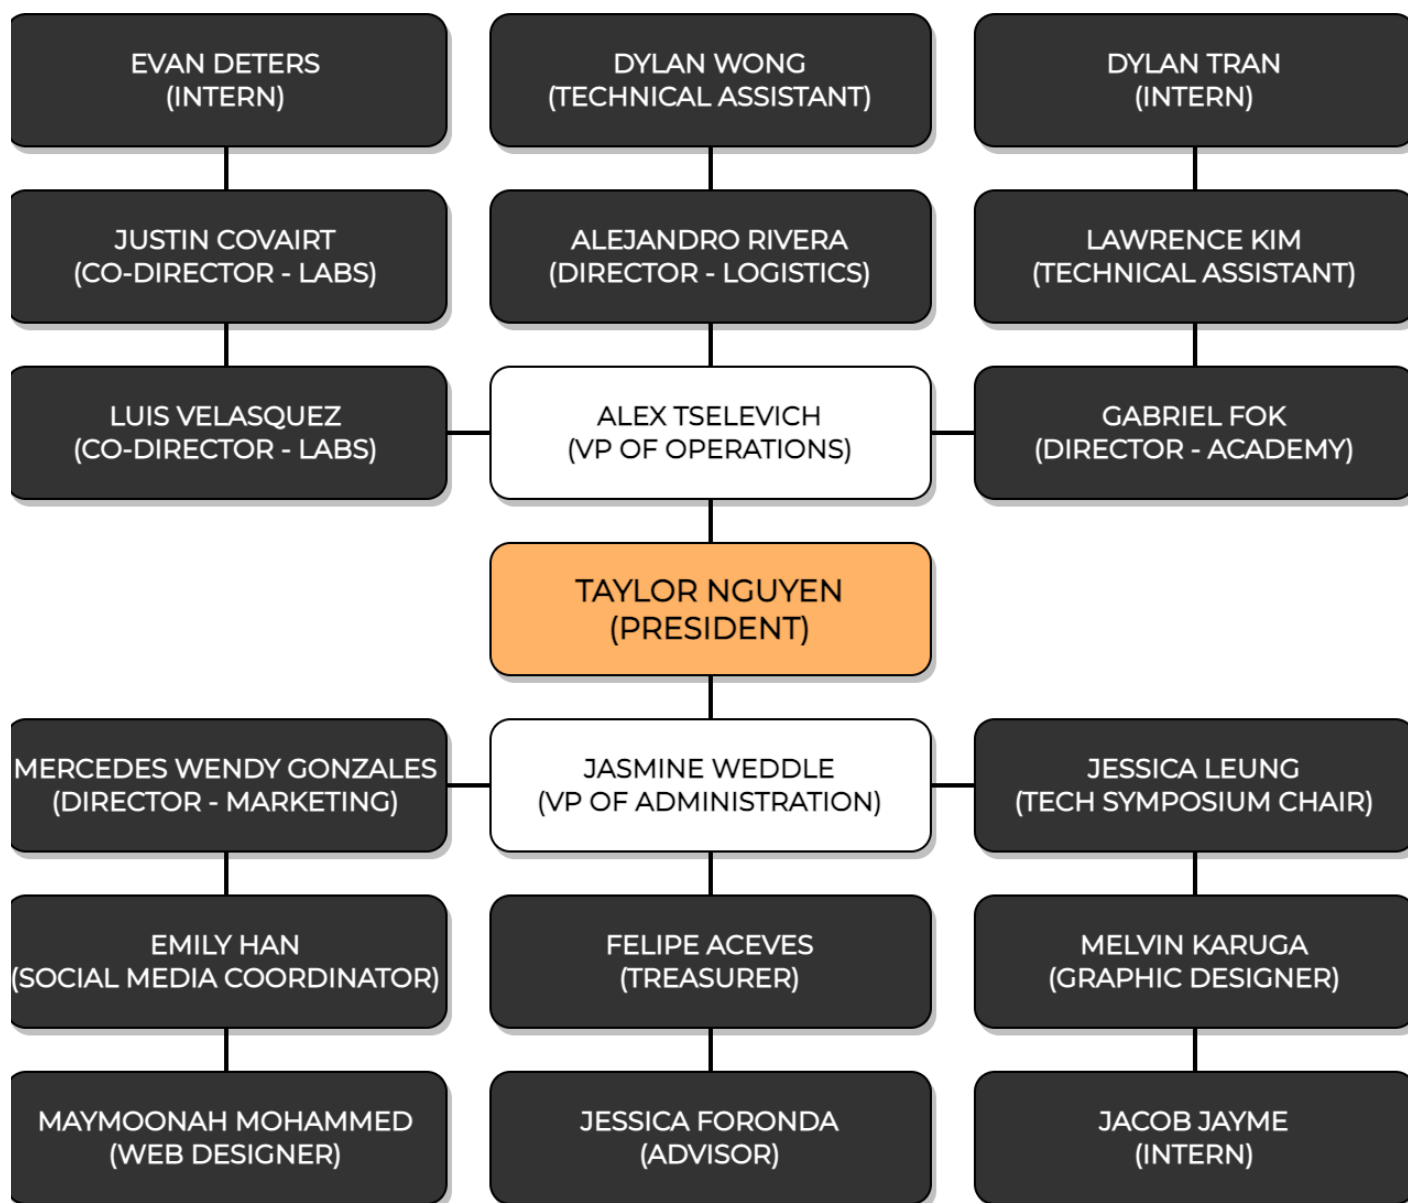 EVAN DETERS
(INTERN)
DYLAN WONG
(TECHNICAL ASSISTANT)
DYLAN TRAN
(INTERN)
JUSTIN COVAIRT
(CO-DIRECTOR - LABS)
ALEJANDRO RIVERA
(DIRECTOR - LOGISTICS)
LAWRENCE KIM
(TECHNICAL ASSISTANT)
LUIS VELASQUEZ
(CO-DIRECTOR - LABS)
ALEX TSELEVICH
(VP OF OPERATIONS)
GABRIEL FOK
(DIRECTOR - ACADEMY)
TAYLOR NGUYEN
(PRESIDENT)
MERCEDES WENDY GONZALES
(DIRECTOR - MARKETING)
JASMINE WEDDLE
(VP OF ADMINISTRATION)
JESSICA LEUNG
(TECH SYMPOSIUM CHAIR)
EMILY HAN
(SOCIAL MEDIA COORDINATOR)
FELIPE ACEVES
(TREASURER)
MELVIN KARUGA
(GRAPHIC DESIGNER)
MAYMOONAH MOHAMMED
(WEB DESIGNER)
JESSICA FORONDA
(ADVISOR)
JACOB JAYME
(INTERN)